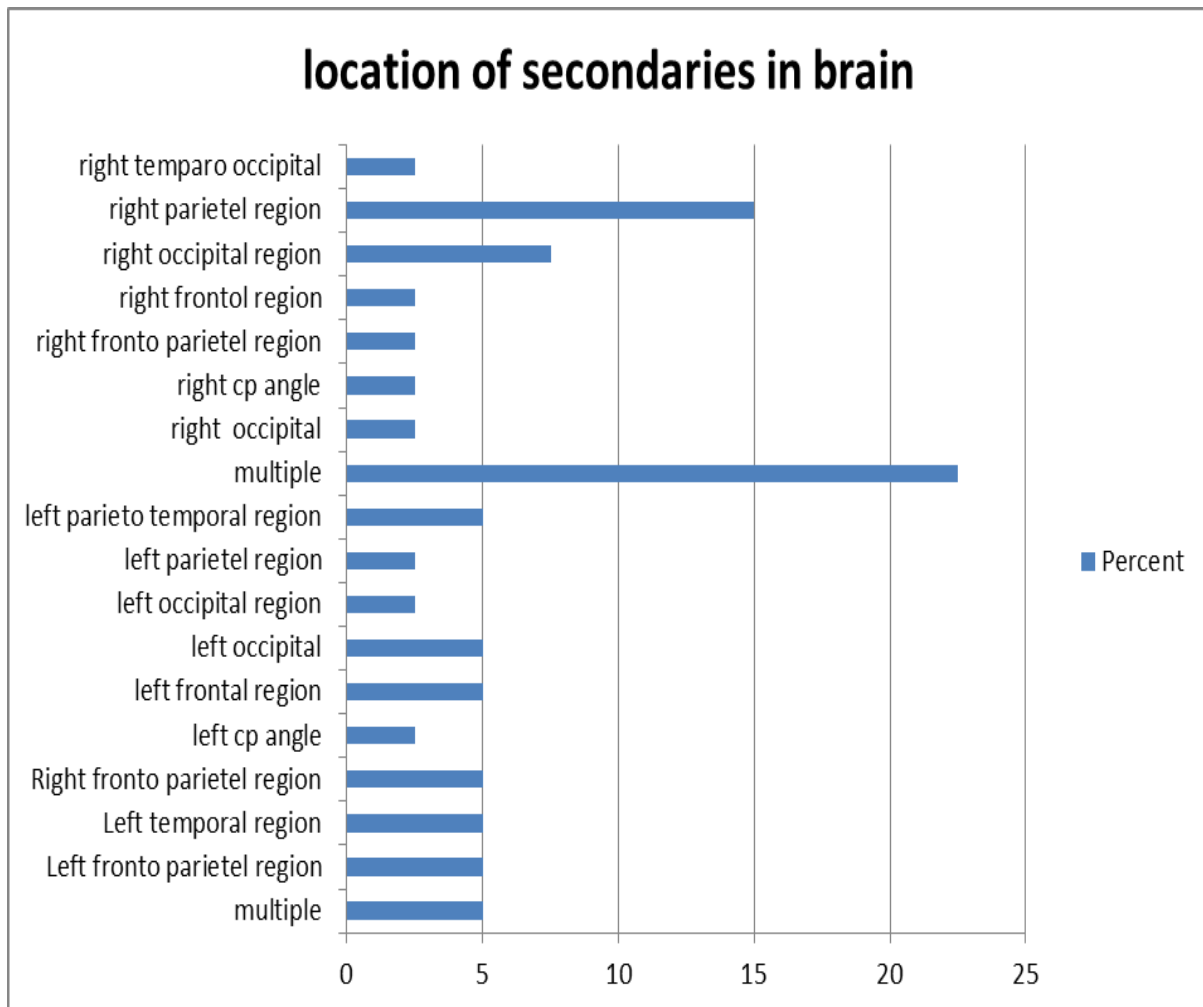 location of secondaries in brain
right temparo occipital
right parietel region
right occipital region
right frontol region
right fronto parietel region
right cp angle
right  occipital
multiple
left parieto temporal region
left parietel region
left occipital region
left occipital
left frontal region
left cp angle
Right fronto parietel region
Left temporal region
Left fronto parietel region
multiple
Percent
0 5 10 15 20 25